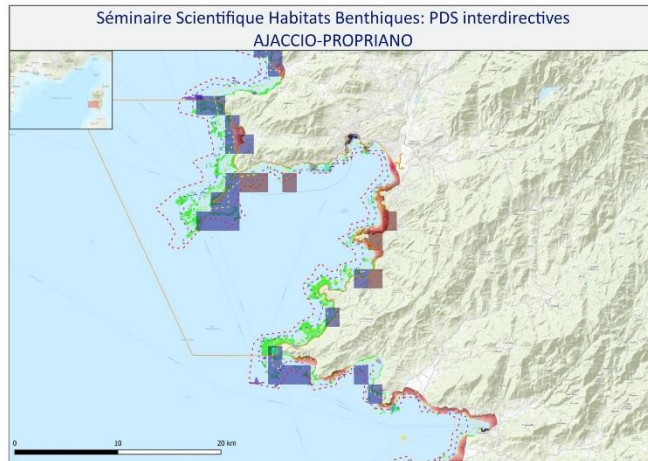 Séminaire Scientifique Habitats Benthiques: PDS interdirectives
AJACCIO-PROPRIANO
0 10 20 km